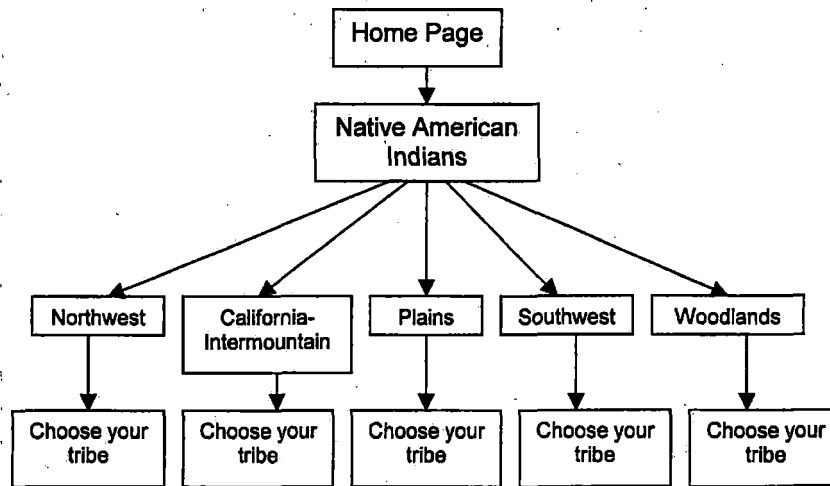 Home Page
Native American
Indians
Northwest
California-
Intermountain
Plains
Southwest
Woodlands
Choose your
tribe
Choose your
tribe
Choose your
tribe
Choose your
tribe
Choose your
tribe